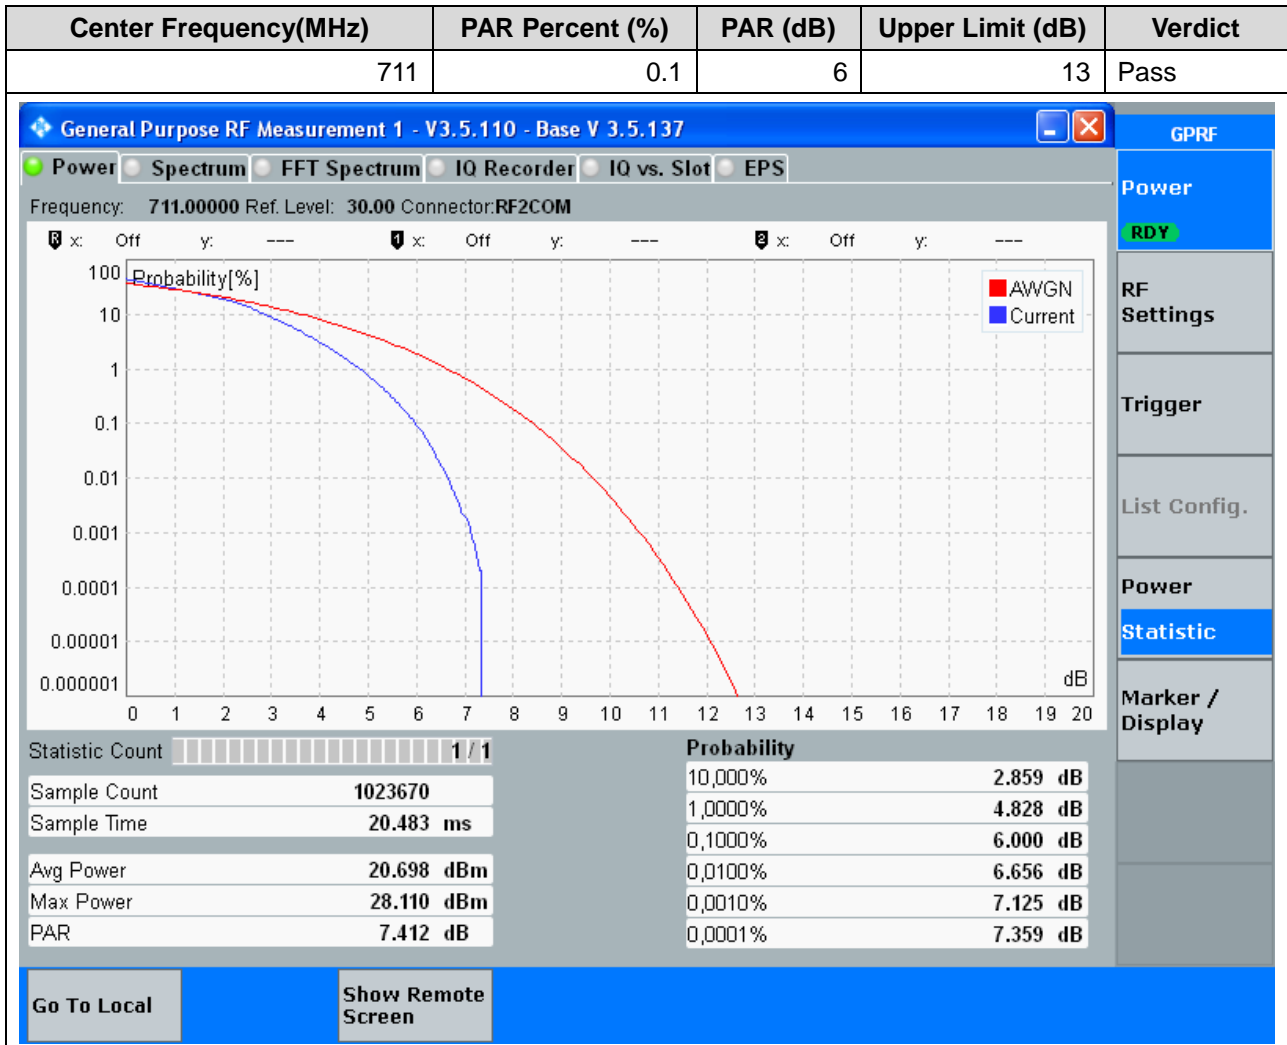 Center Frequency(MHz) PAR Percent (%) PAR (dB) Upper Limit (dB) Verdict
711 0.1 6 13 Pass
General Purpose RF Measurement 1 - V3.5.110 - Base V 3.5.137
GPRF
Power Spectrum FFT Spectrum IQ Recorder IQ vs. Slot EPS
Power
RDY
Frequency: 711.00000 Ref. Level: 30.00 Connector:RF2COM
R x: Off y: --- 1 x: Off y: --- 2 x: Off y: ---
Probability[%]
AWGN
Current
100
10
1
0.1
0.01
0.001
0.0001
0.00001
0.000001
dB
0 1 2 3 4 5 6 7 8 9 10 11 12 13 14 15 16 17 18 19 20
RF
Settings
Trigger
List Config.
Power
Statistic
Marker /
Display
Statistic Count 1 / 1
Sample Count 1023670
Sample Time 20.483 ms
Avg Power 20.698 dBm
Max Power 28.110 dBm
PAR 7.412 dB
Probability
10,000% 2.859 dB
1,0000% 4.828 dB
0,1000% 6.000 dB
0,0100% 6.656 dB
0,0010% 7.125 dB
0,0001% 7.359 dB
Go To Local
Show Remote
Screen